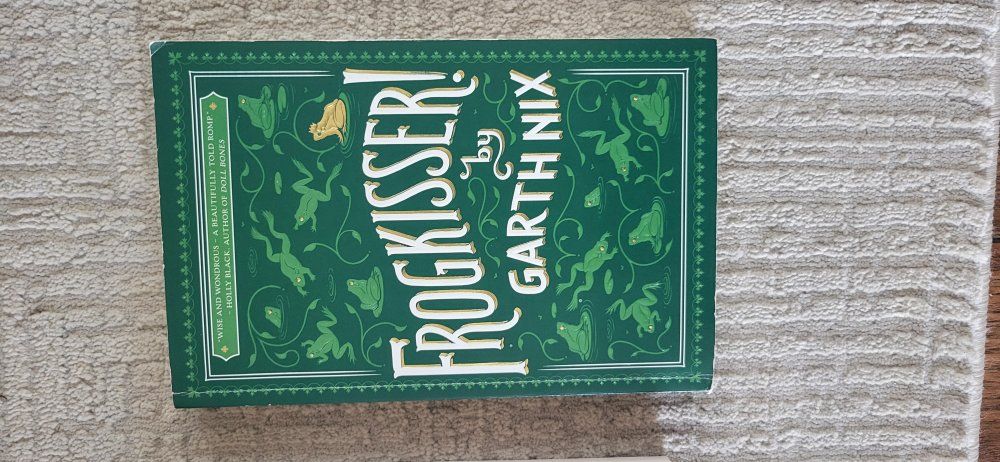 "WISE AND WONDROUS – A BEAUTIFULLY TOLD ROMP."
- HOLLY BLACK, AUTHOR OF DOLL BONES
FROGKISSER!
by
GARTH NIX